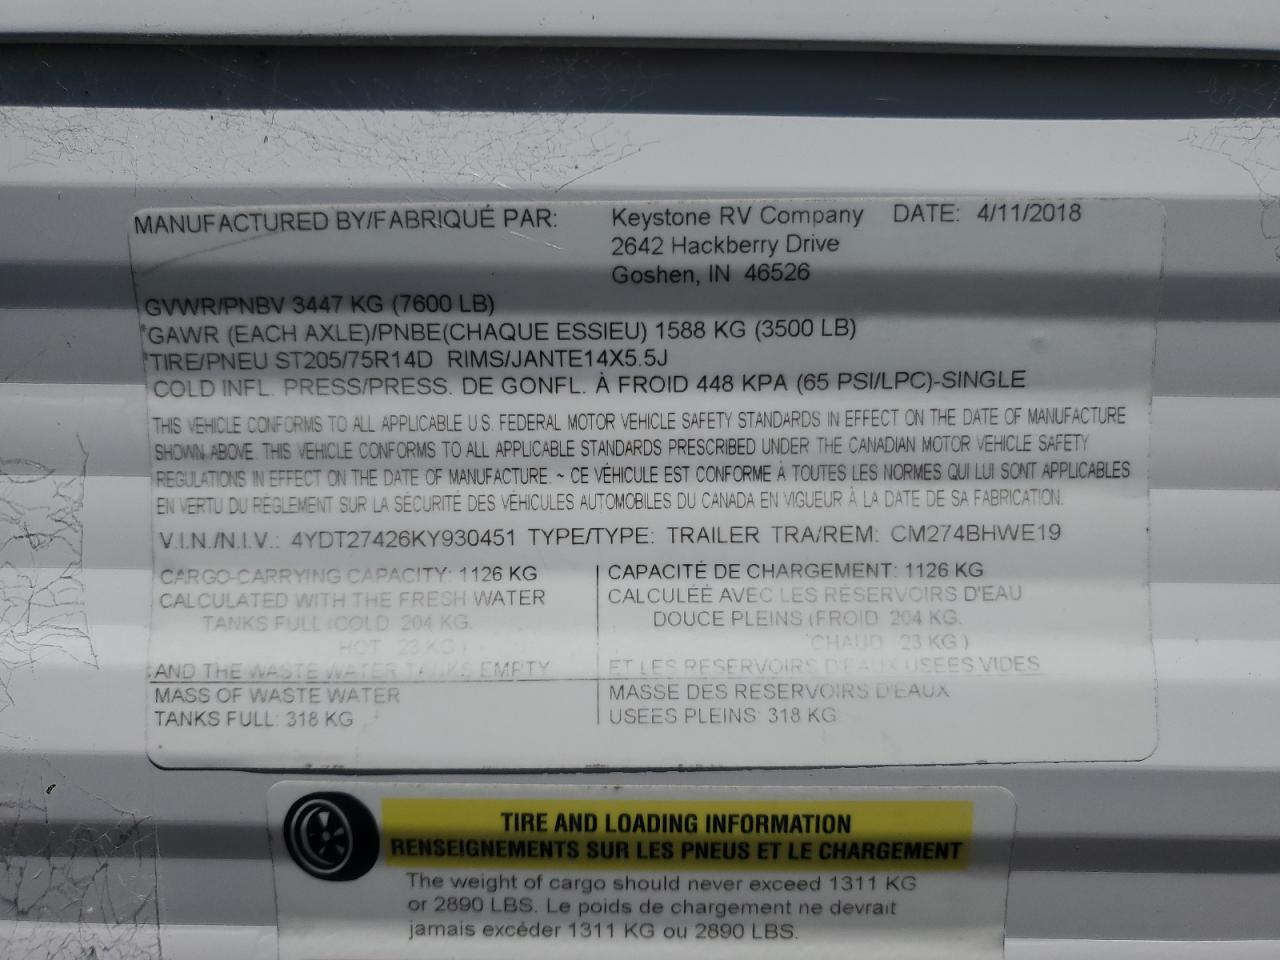 MANUFACTURED BY/FABRIQUÉ PAR: Keystone RV Company DATE: 4/11/2018
2642 Hackberry Drive
Goshen, IN 46526
GVWR/PNBV 3447 KG (7600 LB)
*GAWR (EACH AXLE)/PNBE(CHAQUE ESSIEU) 1588 KG (3500 LB)
*TIRE/PNEU ST205/75R14D RIMS/JANTE14X5.5J
COLD INFL. PRESS/PRESS. DE GONFL. À FROID 448 KPA (65 PSI/LPC)-SINGLE
THIS VEHICLE CONFORMS TO ALL APPLICABLE U.S. FEDERAL MOTOR VEHICLE SAFETY STANDARDS IN EFFECT ON THE DATE OF MANUFACTURE
SHOWN ABOVE. THIS VEHICLE CONFORMS TO ALL APPLICABLE STANDARDS PRESCRIBED UNDER THE CANADIAN MOTOR VEHICLE SAFETY
REGULATIONS IN EFFECT ON THE DATE OF MANUFACTURE. ~ CE VÉHICULE EST CONFORME À TOUTES LES NORMES QUI LUI SONT APPLICABLES
EN VERTU DU RÉGLEMENT SUR LA SÉCURITÉ DES VÉHICULES AUTOMOBILES DU CANADA EN VIGUEUR À LA DATE DE SA FABRICATION.
V.I.N./N.I.V.: 4YDT27426KY930451 TYPE/TYPE: TRAILER TRA/REM: CM274BHWE19
CARGO-CARRYING CAPACITY: 1126 KG
CALCULATED WITH THE FRESH WATER
TANKS FULL (COLD 204 KG.
HOT 23 KG )
AND THE WASTE WATER TANKS EMPTY
MASS OF WASTE WATER
TANKS FULL: 318 KG
CAPACITÉ DE CHARGEMENT: 1126 KG
CALCULÉE AVEC LES RÉSERVOIRS D'EAU
DOUCE PLEINS (FROID 204 KG.
CHAUD 23 KG )
ET LES RESERVOIRS D'EAUX USEES VIDES
MASSE DES RESERVOIRS D'EAUX
USEES PLEINS: 318 KG
TIRE AND LOADING INFORMATION
RENSEIGNEMENTS SUR LES PNEUS ET LE CHARGEMENT
The weight of cargo should never exceed 1311 KG
or 2890 LBS. Le poids de chargement ne devrait
jamais excéder 1311 KG ou 2890 LBS.